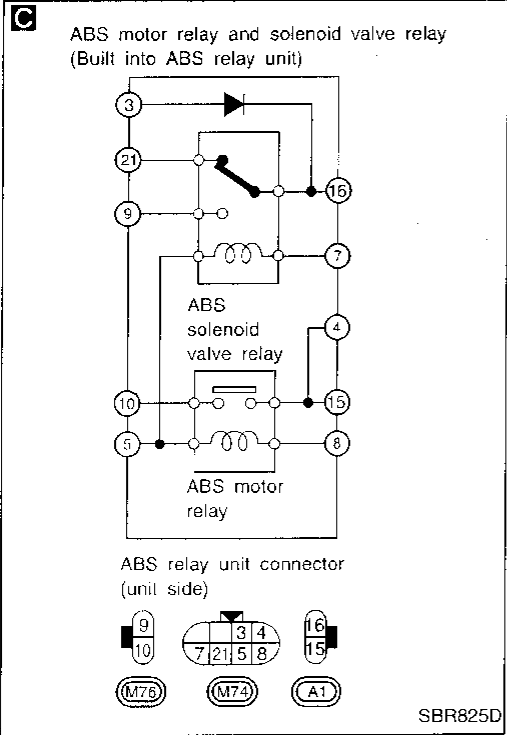 C
ABS motor relay and solenoid valve relay
(Built into ABS relay unit)
3
21
16
9
7
ABS
solenoid
valve relay
4
10
15
5
8
ABS motor
relay
ABS relay unit connector
(unit side)
9
10
3 4
7 21 5 8
16
15
M76
M74
A1
SBR825D